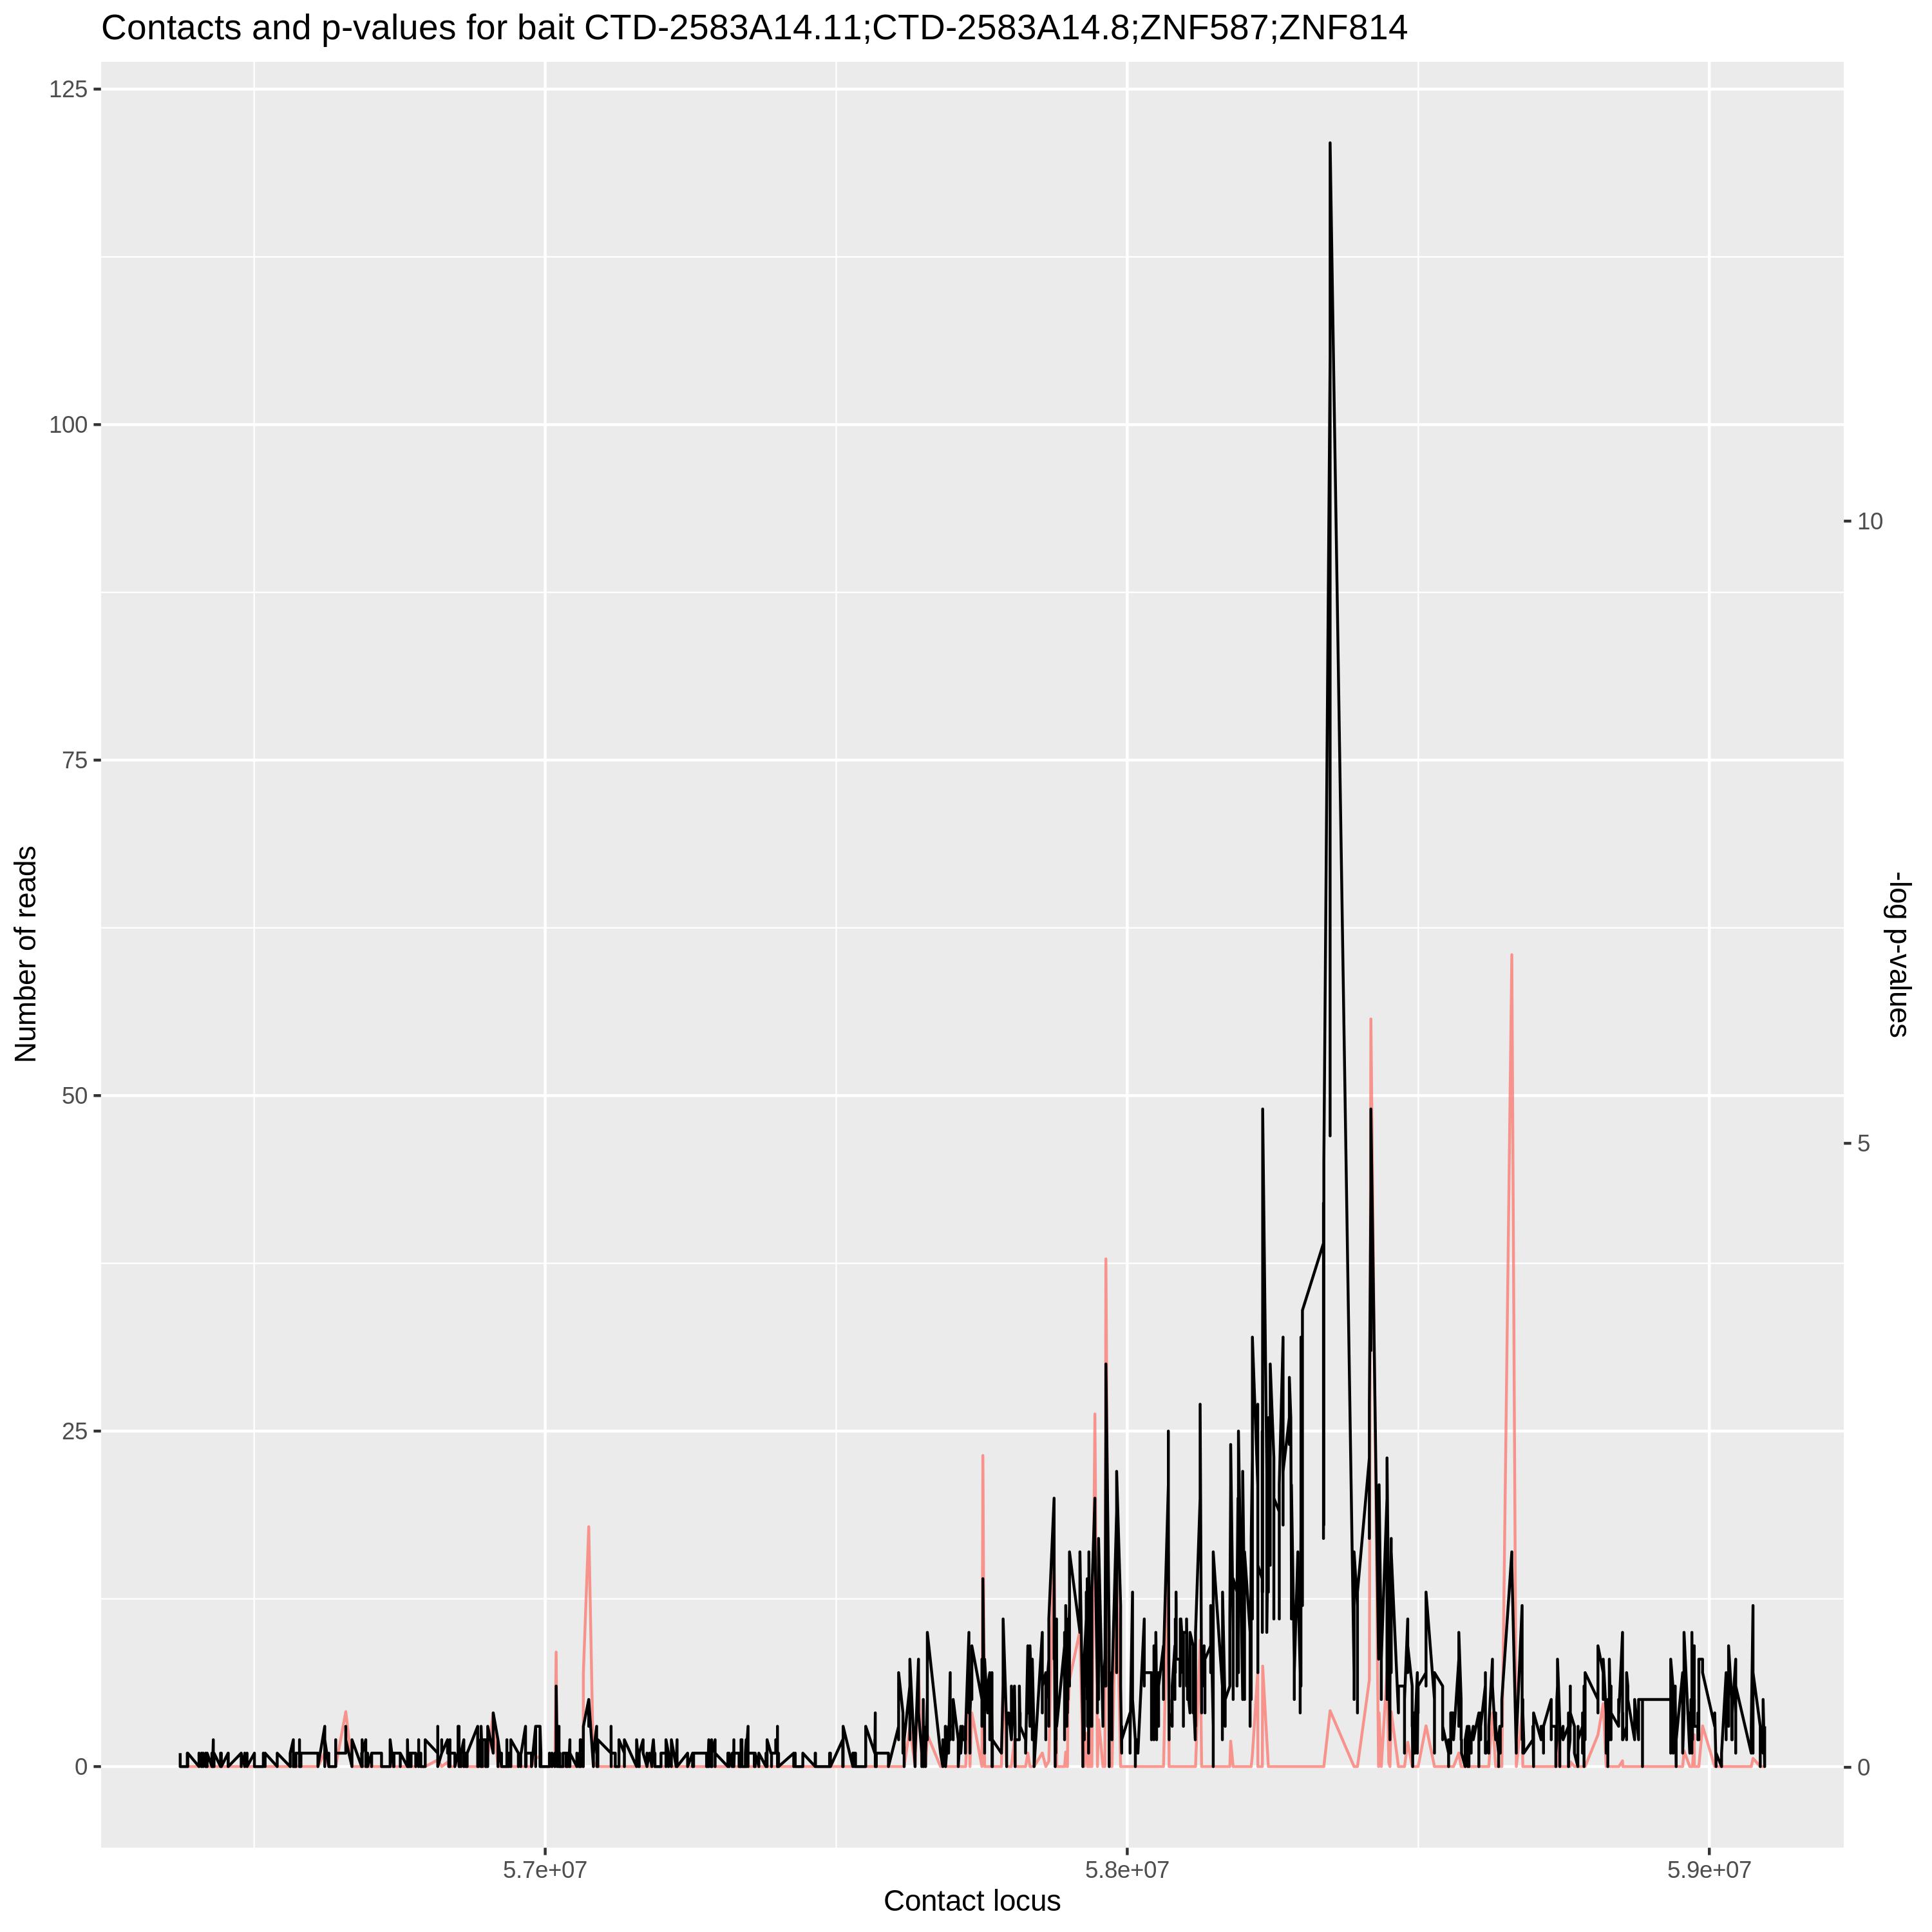 Contacts and p-values for bait CTD-2583A14.11;CTD-2583A14.8;ZNF587;ZNF814
125
100
75
50
25
0
Number of reads
10
5
0
-log p-values
5.7e+07
5.8e+07
5.9e+07
Contact locus